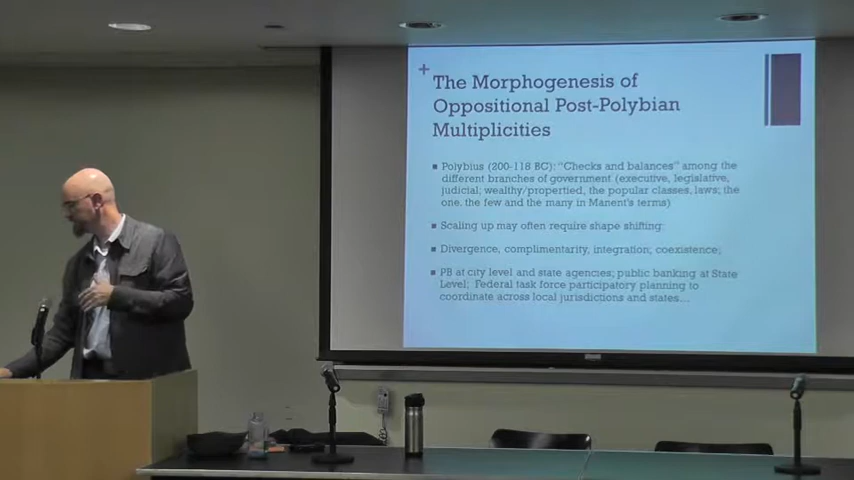 +
The Morphogenesis of
Oppositional Post-Polybian
Multiplicities
Polybius (200-118 BC): "Checks and balances" among the
different branches of government (executive, legislative,
judicial; wealthy/propertied, the popular classes, laws; the
one, the few and the many in Manent's terms)
Scaling up may often require shape shifting:
Divergence, complimentarity, integration; coexistence;
PB at city level and state agencies; public banking at State
Level; Federal task force participatory planning to
coordinate across local jurisdictions and states...